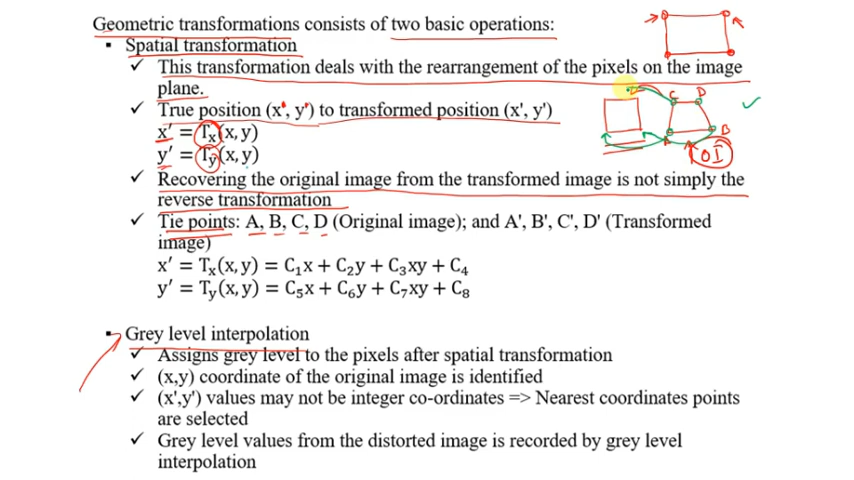 Geometric transformations consists of two basic operations:
▪ Spatial transformation
✓ This transformation deals with the rearrangement of the pixels on the image
plane.
✓ True position (x', y') to transformed position (x', y')
x' = Tₓ(x, y)
y' = Tᵧ(x, y)
✓ Recovering the original image from the transformed image is not simply the
reverse transformation
✓ Tie points: A, B, C, D (Original image); and A', B', C', D' (Transformed
image)
x' = Tₓ(x, y) = C₁x + C₂y + C₃xy + C₄
y' = Tᵧ(x, y) = C₅x + C₆y + C₇xy + C₈
▪ Grey level interpolation
✓ Assigns grey level to the pixels after spatial transformation
✓ (x,y) coordinate of the original image is identified
✓ (x',y') values may not be integer co-ordinates => Nearest coordinates points
are selected
✓ Grey level values from the distorted image is recorded by grey level
interpolation
C D
B
OI